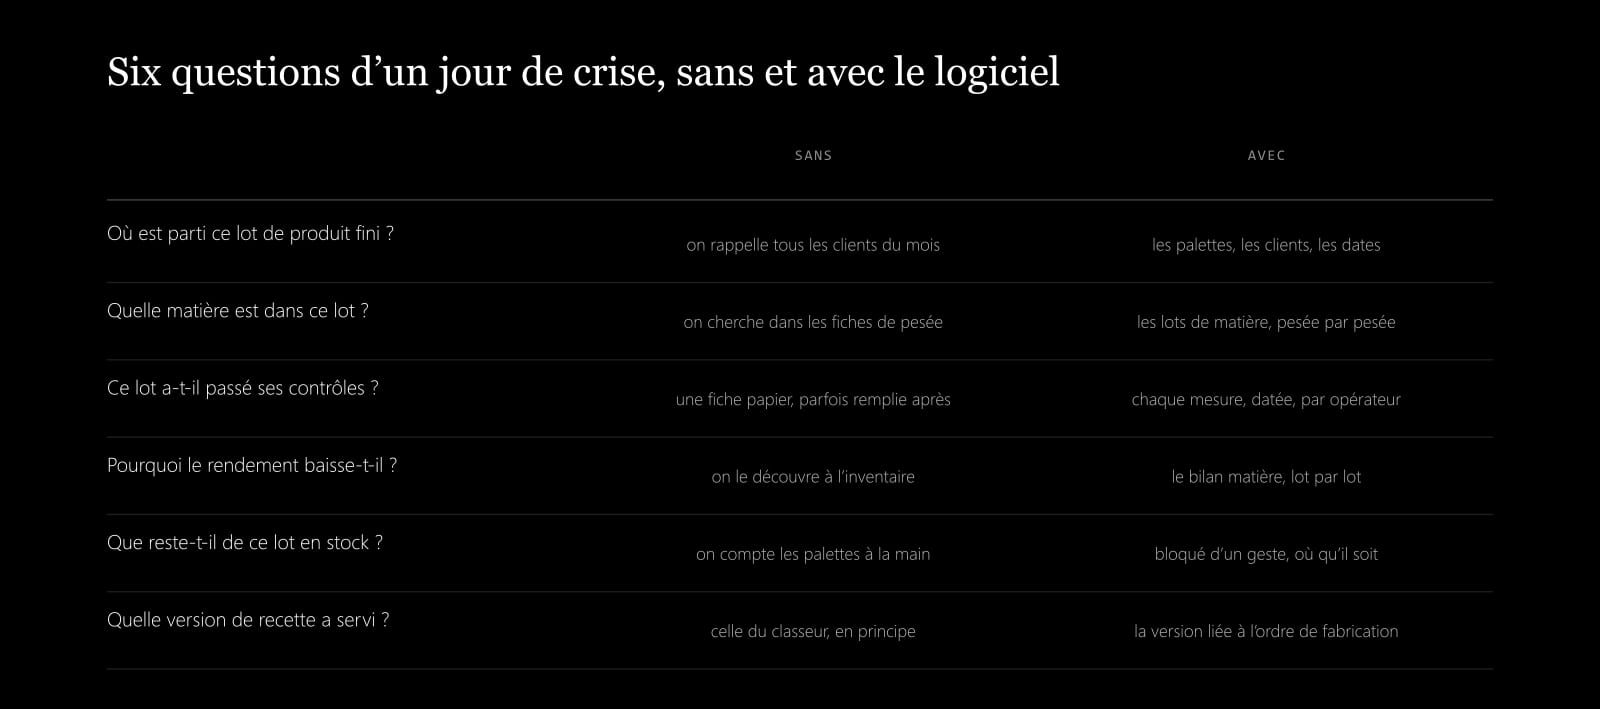 Six questions d’un jour de crise, sans et avec le logiciel
SANS AVEC
Où est parti ce lot de produit fini ? on rappelle tous les clients du mois les palettes, les clients, les dates
Quelle matière est dans ce lot ? on cherche dans les fiches de pesée les lots de matière, pesée par pesée
Ce lot a-t-il passé ses contrôles ? une fiche papier, parfois remplie après chaque mesure, datée, par opérateur
Pourquoi le rendement baisse-t-il ? on le découvre à l’inventaire le bilan matière, lot par lot
Que reste-t-il de ce lot en stock ? on compte les palettes à la main bloqué d’un geste, où qu’il soit
Quelle version de recette a servi ? celle du classeur, en principe la version liée à l’ordre de fabrication